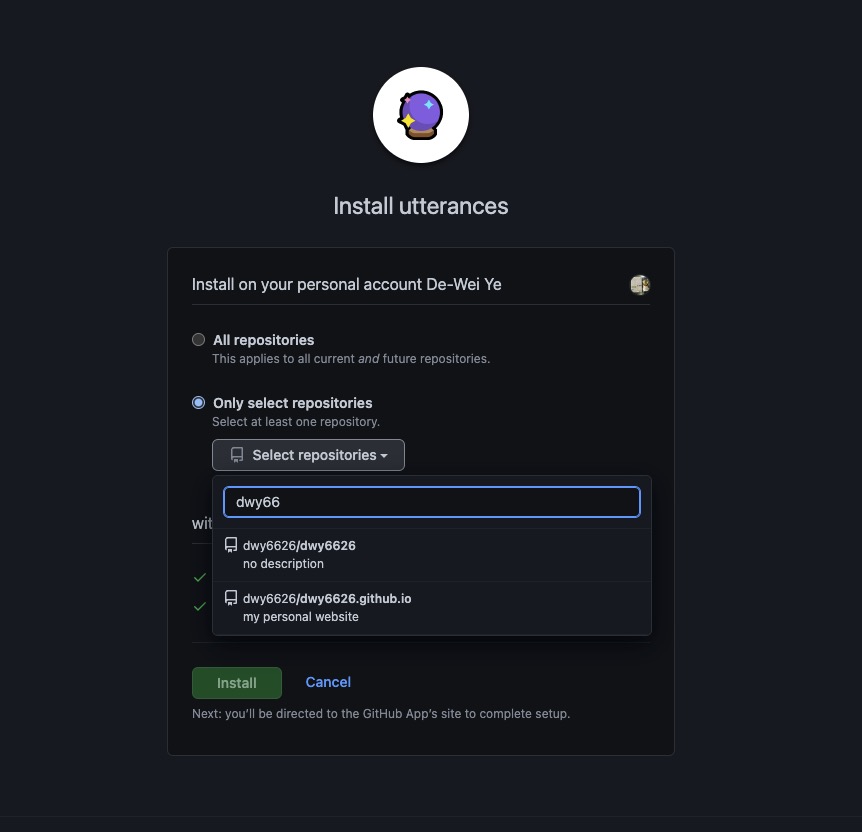 Install utterances
Install on your personal account De-Wei Ye
All repositories
This applies to all current and future repositories.
Only select repositories
Select at least one repository.
Select repositories
dwy66
dwy6626/dwy6626
no description
dwy6626/dwy6626.github.io
my personal website
Install Cancel
Next: you'll be directed to the GitHub App's site to complete setup.